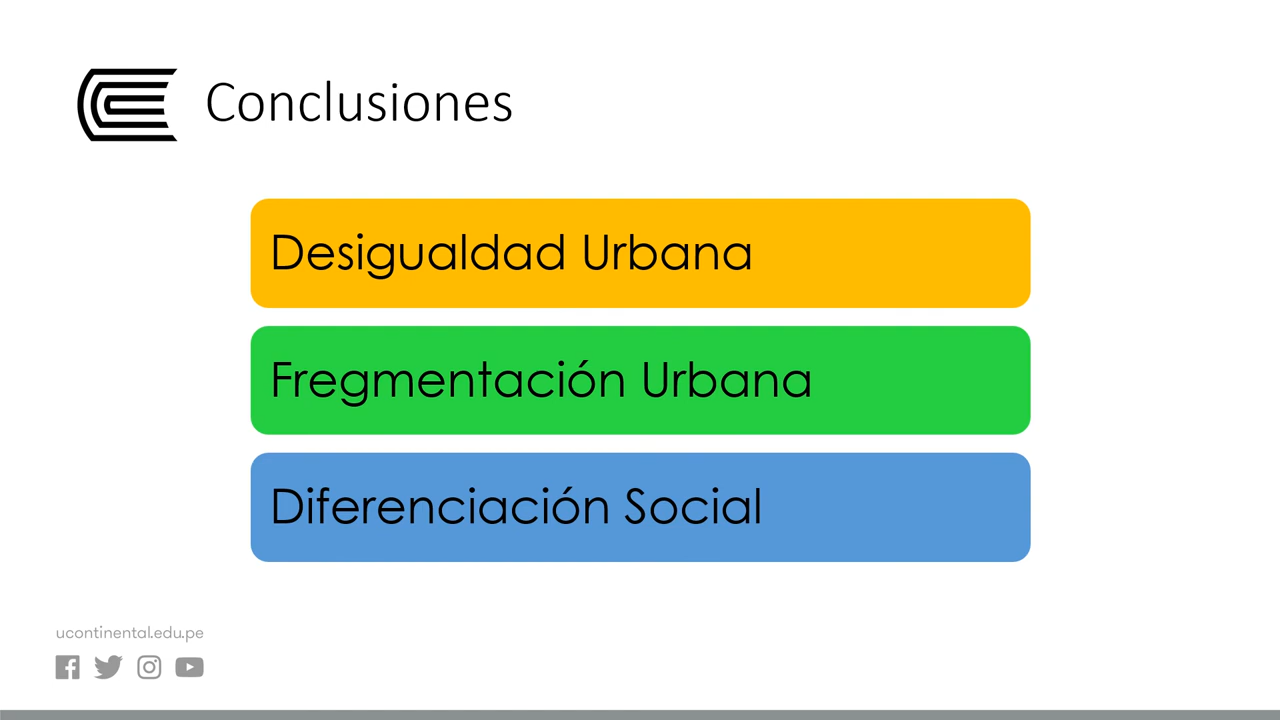 Conclusiones
Desigualdad Urbana
Fregmentación Urbana
Diferenciación Social
ucontinental.edu.pe